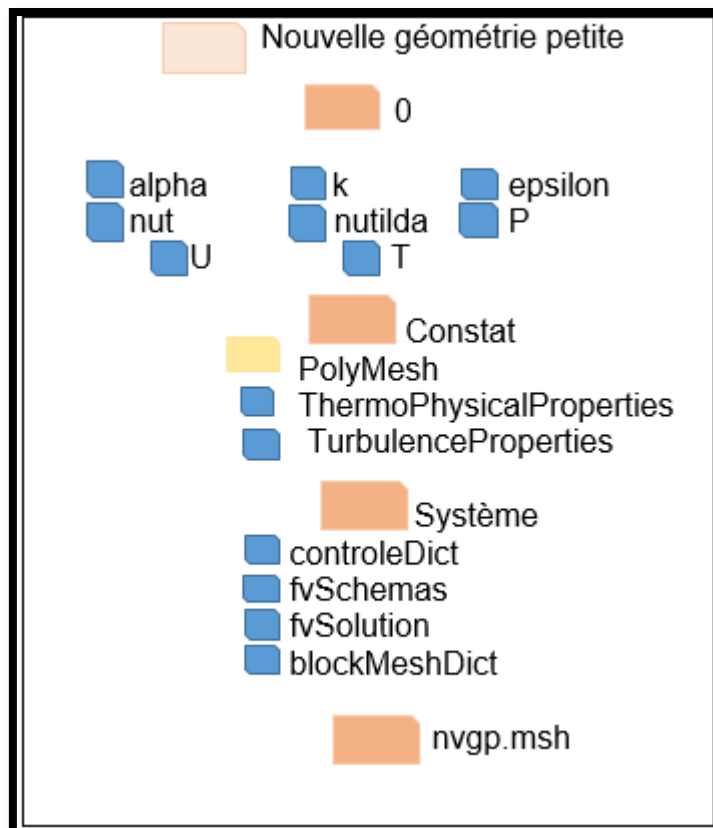 Nouvelle géométrie petite
0
alpha k epsilon
nut nutilda P
U T
Constat
PolyMesh
ThermoPhysicalProperties
TurbulenceProperties
Système
controleDict
fvSchemas
fvSolution
blockMeshDict
nvgp.msh